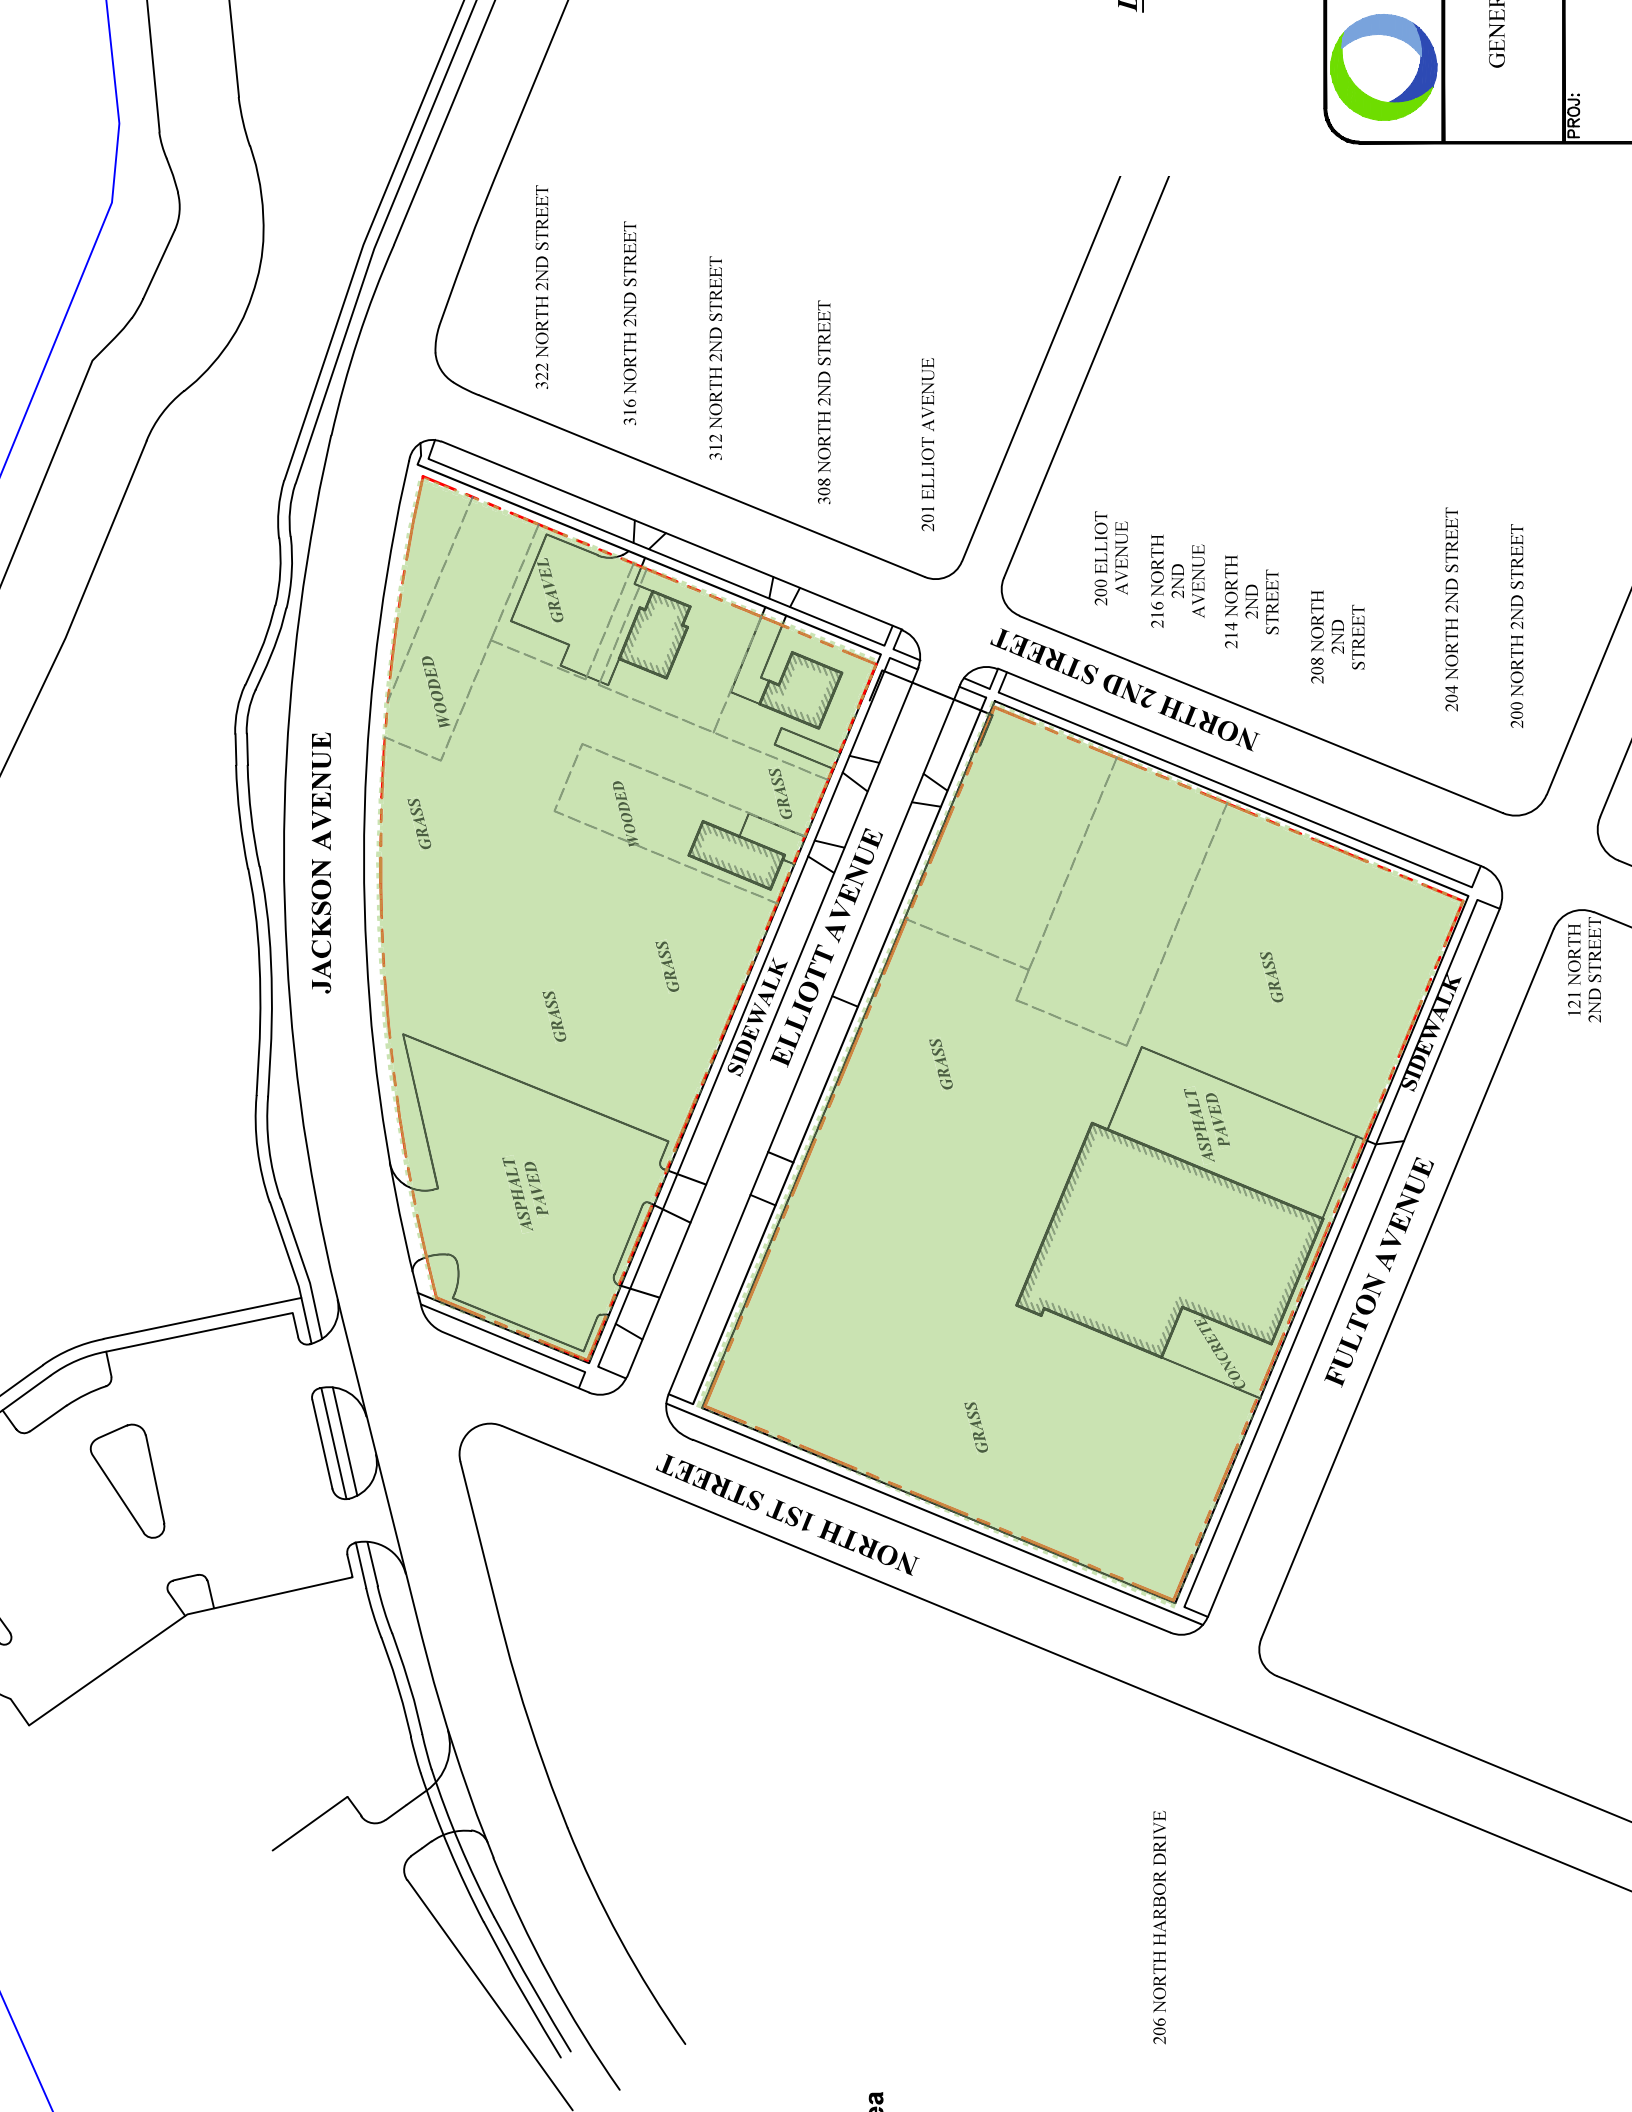 GENER
PROJ:
322 NORTH 2ND STREET
316 NORTH 2ND STREET
312 NORTH 2ND STREET
308 NORTH 2ND STREET
201 ELLIOT AVENUE
200 ELLIOT
AVENUE
216 NORTH
2ND
AVENUE
214 NORTH
2ND
STREET
208 NORTH
2ND
STREET
204 NORTH 2ND STREET
200 NORTH 2ND STREET
121 NORTH
2ND STREET
NORTH 2ND STREET
JACKSON AVENUE
WOODED
GRAVEL
GRASS
WOODED
GRASS
GRASS
GRASS
ASPHALT
PAVED
SIDEWALK
ELLIOTT AVENUE
GRASS
GRASS
ASPHALT
PAVED
CONCRETE
GRASS
SIDEWALK
FULTON AVENUE
NORTH 1ST STREET
206 NORTH HARBOR DRIVE
ea